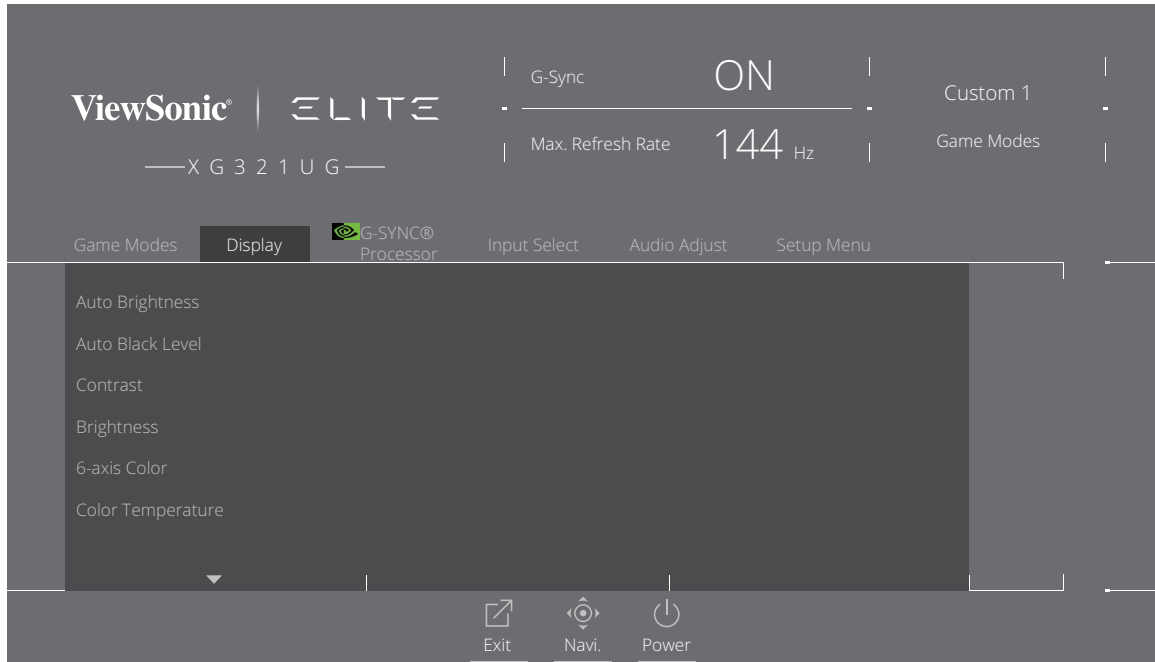 ViewSonic® ELITE
XG321UG
G-Sync ON
Max. Refresh Rate 144 Hz
Custom 1
Game Modes
Game Modes
Display
G-SYNC®
Processor
Input Select
Audio Adjust
Setup Menu
Auto Brightness
Auto Black Level
Contrast
Brightness
6-axis Color
Color Temperature
Exit
Navi.
Power